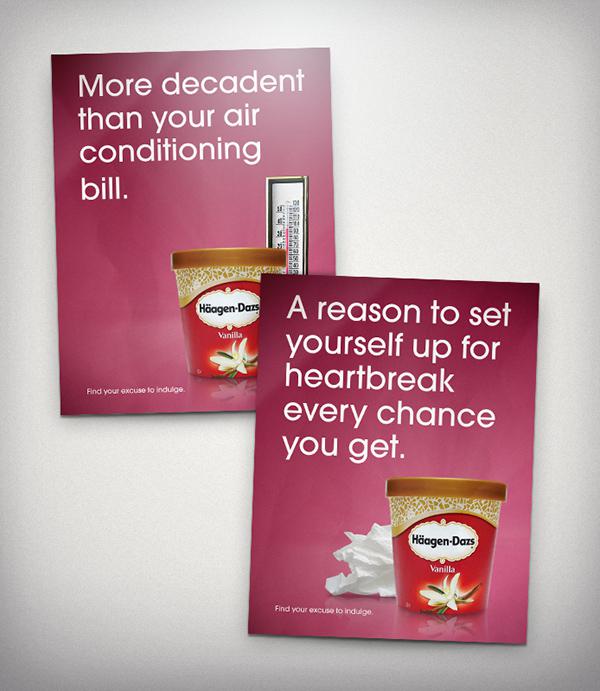 More decadent
than your air
conditioning
bill.
Häagen-Dazs
Vanilla
Find your excuse to indulge.
A reason to set
yourself up for
heartbreak
every chance
you get.
Häagen-Dazs
Vanilla
Find your excuse to indulge.